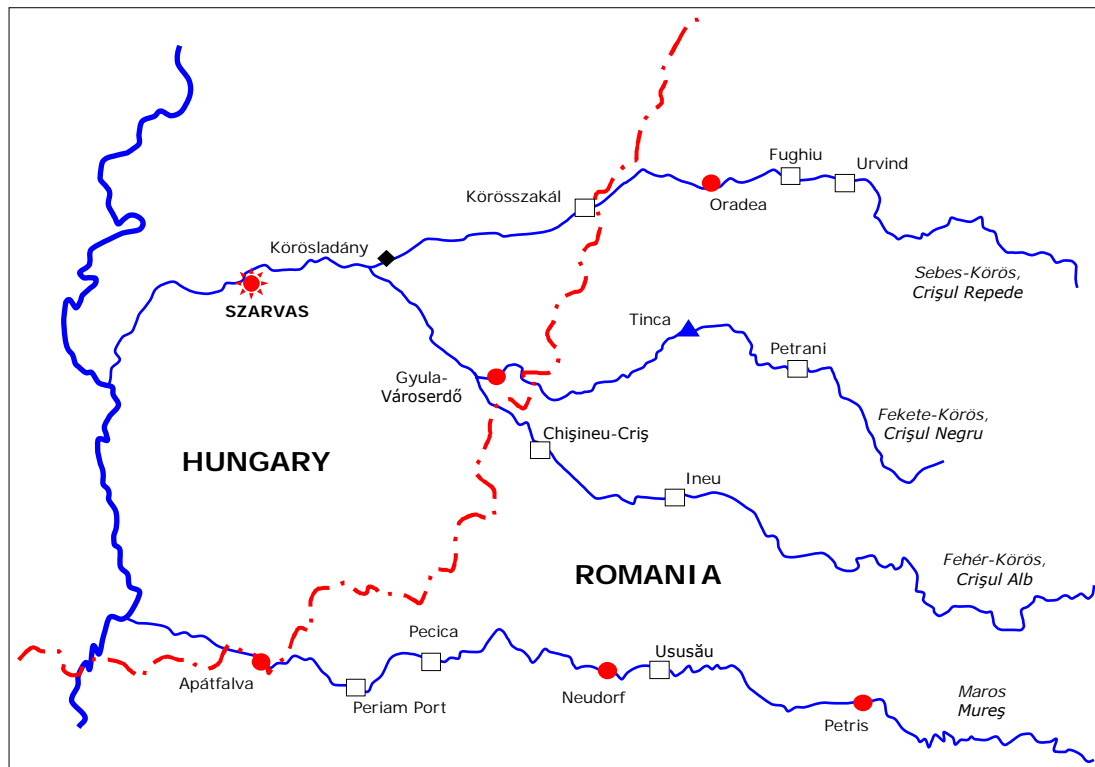 Fughiu
Urvind
Körösszakál
Oradea
Körösladány
Sebes-Körös,
Crişul Repede
SZARVAS
Tinca
Petrani
Gyula-
Városerdő
Fekete-Körös,
Crişul Negru
Chişineu-Criş
HUNGARY
Ineu
ROMANIA
Fehér-Körös,
Crişul Alb
Pecica
Ususău
Apátfalva
Periam Port
Neudorf
Petris
Maros
Mureş